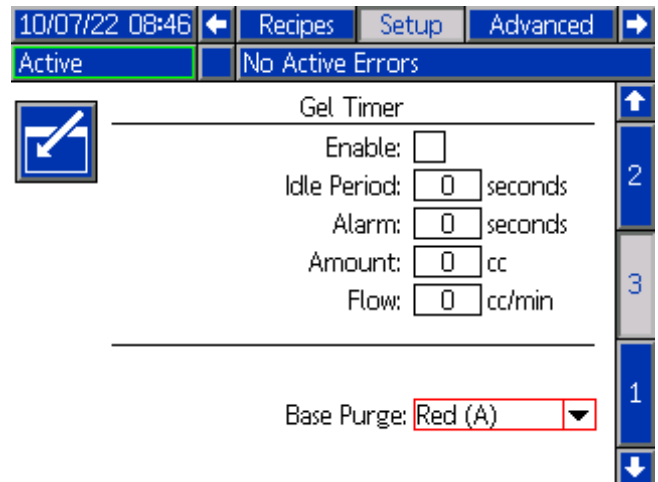 10/07/22 08:46 Recipes Setup Advanced
Active No Active Errors
Gel Timer
Enable:
2
Idle Period: 0 seconds
Alarm: 0 seconds
Amount: 0 cc
3
Flow: 0 cc/min
1
Base Purge: Red (A)